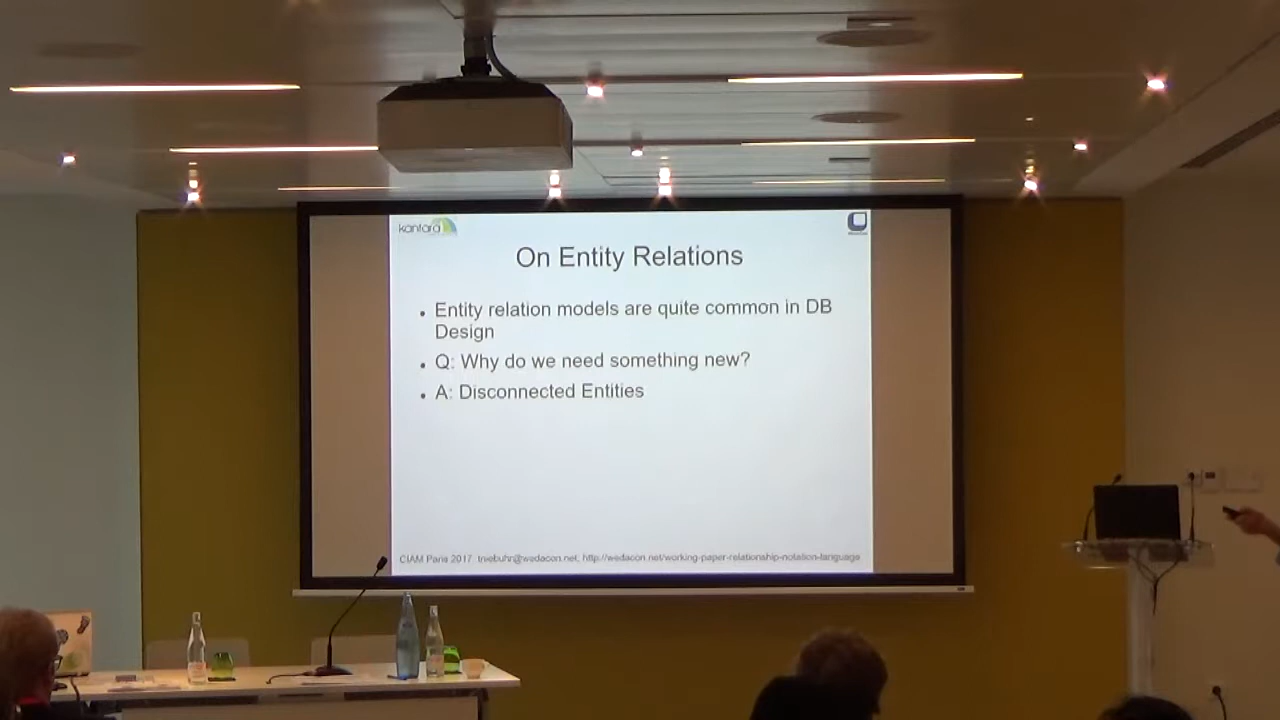 kantara
On Entity Relations
• Entity relation models are quite common in DB
Design
• Q: Why do we need something new?
• A: Disconnected Entities
CIAM Paris 2017 @wedacon.net, http://wedacon.net/working-paper-relationship-notation-language